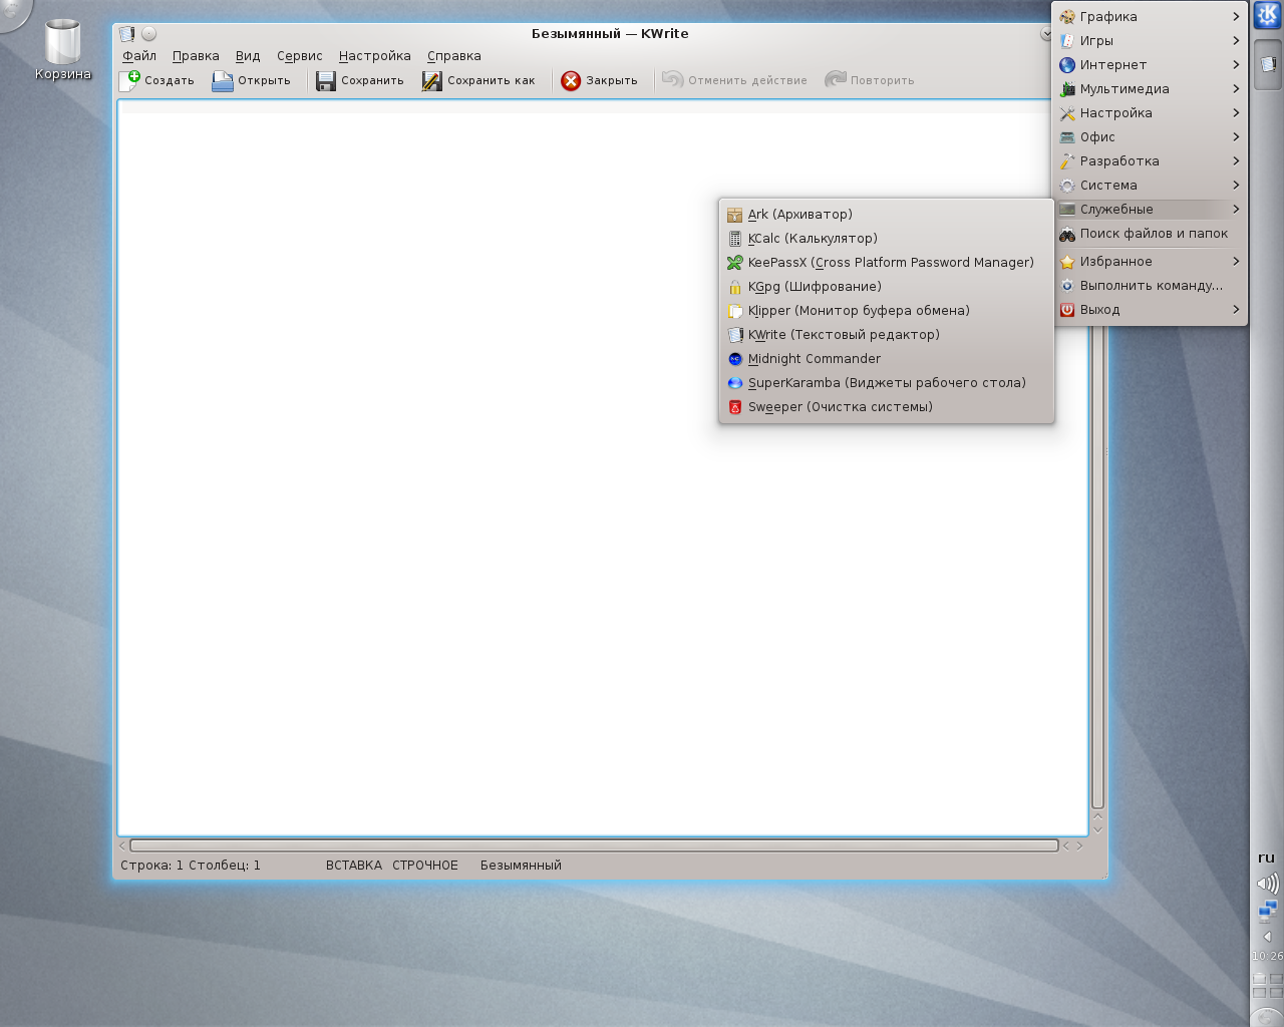 Корзина
Безымянный — KWrite
Файл Правка Вид Сервис Настройка Справка
Создать Открыть Сохранить Сохранить как Закрыть Отменить действие Повторить
Графика
Игры
Интернет
Мультимедиа
Настройка
Офис
Разработка
Система
Служебные
Поиск файлов и папок
Избранное
Выполнить команду...
Выход
Ark (Архиватор)
KCalc (Калькулятор)
KeePassX (Cross Platform Password Manager)
KGpg (Шифрование)
Klipper (Монитор буфера обмена)
KWrite (Текстовый редактор)
Midnight Commander
SuperKaramba (Виджеты рабочего стола)
Sweeper (Очистка системы)
Строка: 1 Столбец: 1 ВСТАВКА СТРОЧНОЕ Безымянный
ru
10:26